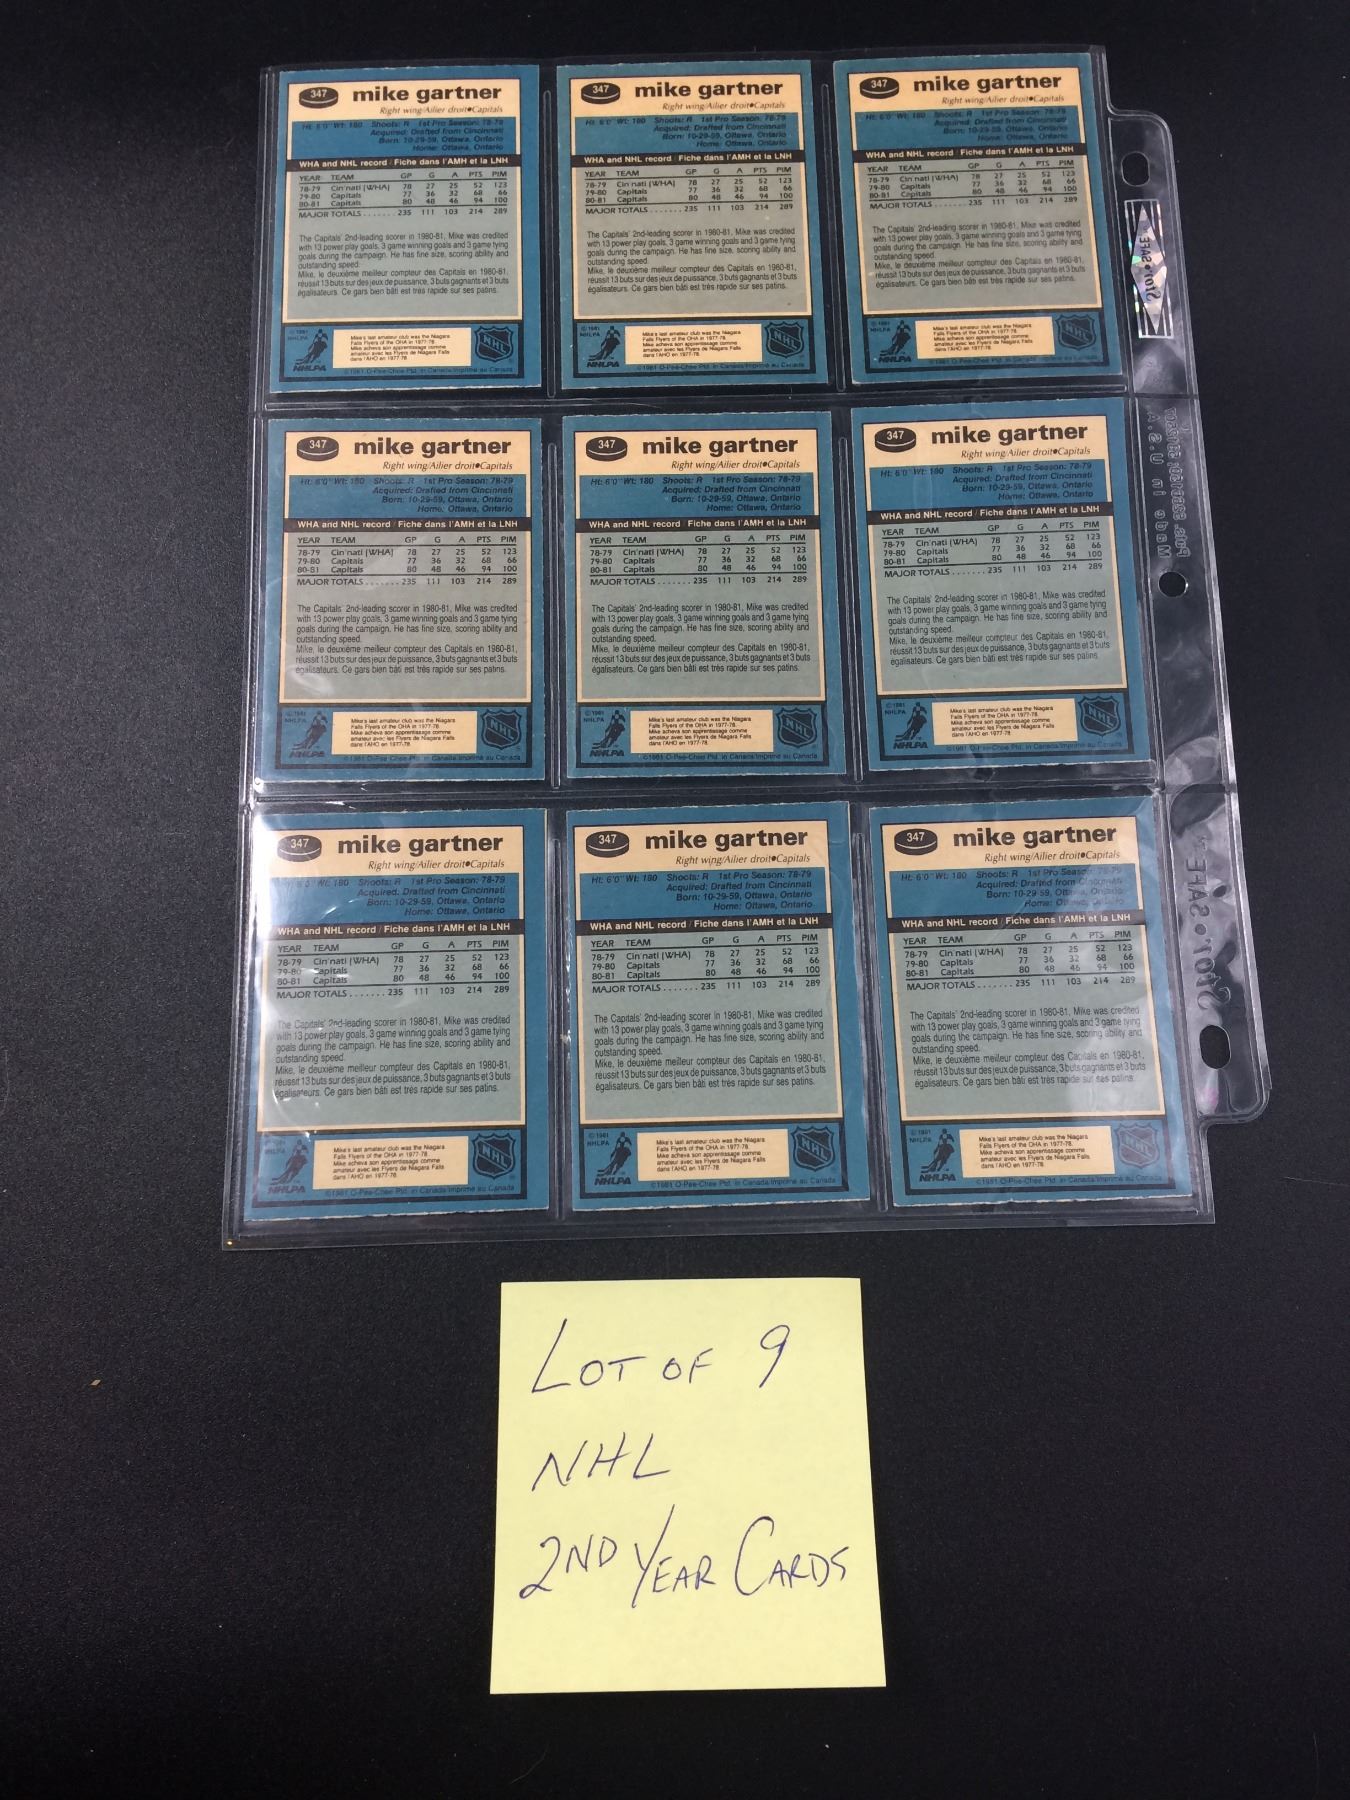 347 mike gartner
Right wing/Ailier droit•Capitals
Ht: 6'0" Wt: 180 Shoots: R 1st Pro Season: 78-79
Acquired: Drafted from Cincinnati
Born: 10-29-59, Ottawa, Ontario
Home: Ottawa, Ontario
WHA and NHL record / Fiche dans l'AMH et la LNH
YEAR TEAM GP G A PTS PIM
78-79 Cin'nati (WHA) 78 27 25 52 123
79-80 Capitals 77 36 32 68 66
80-81 Capitals 80 48 46 94 100
MAJOR TOTALS ....... 235 111 103 214 289
The Capitals' 2nd-leading scorer in 1980-81, Mike was credited
with 13 power play goals, 3 game winning goals and 3 game tying
goals during the campaign. He has fine size, scoring ability and
outstanding speed.
Mike, le deuxième meilleur compteur des Capitals en 1980-81,
réussit 13 buts sur des jeux de puissance, 3 buts gagnants et 3 buts
égalisateurs. Ce gars bien bâti est très rapide sur ses patins.
© 1981
NHLPA
NHLPA
Mike's last amateur club was the Niagara
Falls Flyers of the OHA in 1977-78.
Mike acheva son apprentissage comme
amateur avec les Flyers de Niagara Falls
dans l'AHO en 1977-78.
NHL
©1981 O-Pee-Chee Ptd. in Canada/Imprimé au Canada
LOT OF 9
NHL
2ND YEAR CARDS